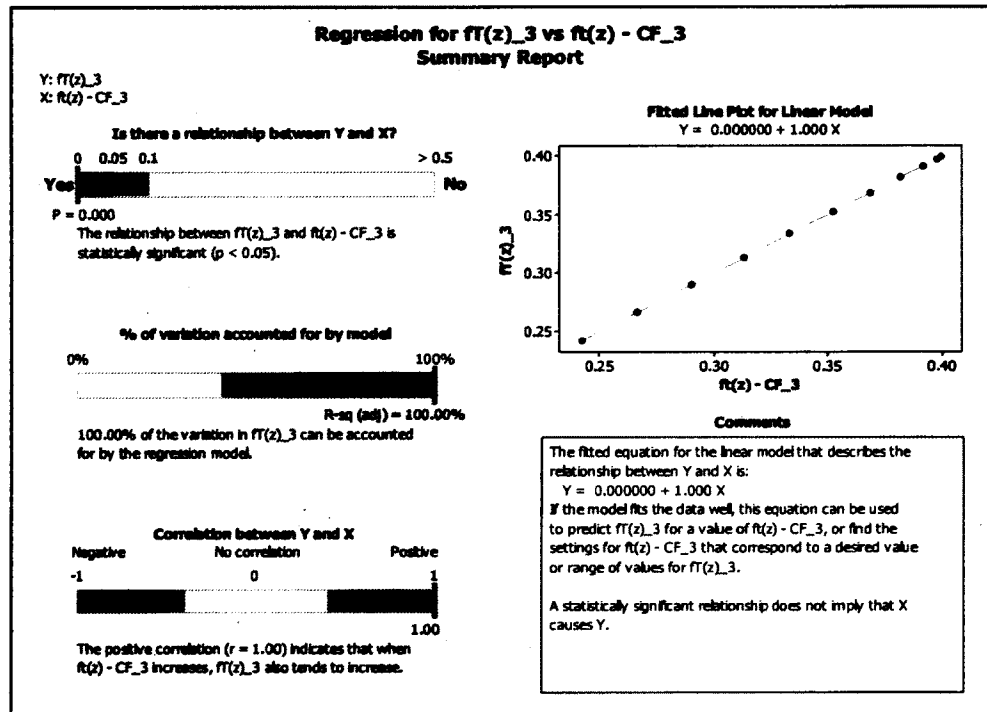 Regression for fT(z)_3 vs ft(z) - CF_3
Summary Report
Y: fT(z)_3
X: ft(z) - CF_3
Is there a relationship between Y and X?
0 0.05 0.1 > 0.5
Yes No
P = 0.000
The relationship between fT(z)_3 and ft(z) - CF_3 is
statistically significant (p < 0.05).
% of variation accounted for by model
0% 100%
R-sq (adj) = 100.00%
100.00% of the variation in fT(z)_3 can be accounted
for by the regression model.
Correlation between Y and X
Negative No correlation Positive
-1 0 1
1.00
The positive correlation (r = 1.00) indicates that when
ft(z) - CF_3 increases, fT(z)_3 also tends to increase.
Fitted Line Plot for Linear Model
Y = 0.000000 + 1.000 X
0.40
0.35
0.30
0.25
fT(z)_3
0.25 0.30 0.35 0.40
ft(z) - CF_3
Comments
The fitted equation for the linear model that describes the
relationship between Y and X is:
Y = 0.000000 + 1.000 X
If the model fits the data well, this equation can be used
to predict fT(z)_3 for a value of ft(z) - CF_3, or find the
settings for ft(z) - CF_3 that correspond to a desired value
or range of values for fT(z)_3.
A statistically significant relationship does not imply that X
causes Y.